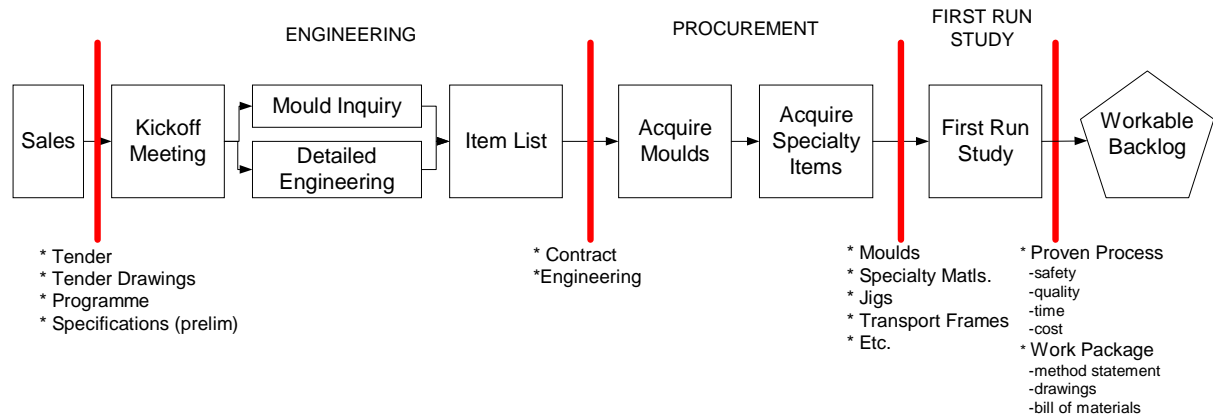 ENGINEERING
PROCUREMENT
FIRST RUN
STUDY
Sales
Kickoff
Meeting
Mould Inquiry
Detailed
Engineering
Item List
Acquire
Moulds
Acquire
Specialty
Items
First Run
Study
Workable
Backlog
* Tender
* Tender Drawings
* Programme
* Specifications (prelim)
* Contract
*Engineering
* Moulds
* Specialty Matls.
* Jigs
* Transport Frames
* Etc.
* Proven Process
-safety
-quality
-time
-cost
* Work Package
-method statement
-drawings
-bill of materials